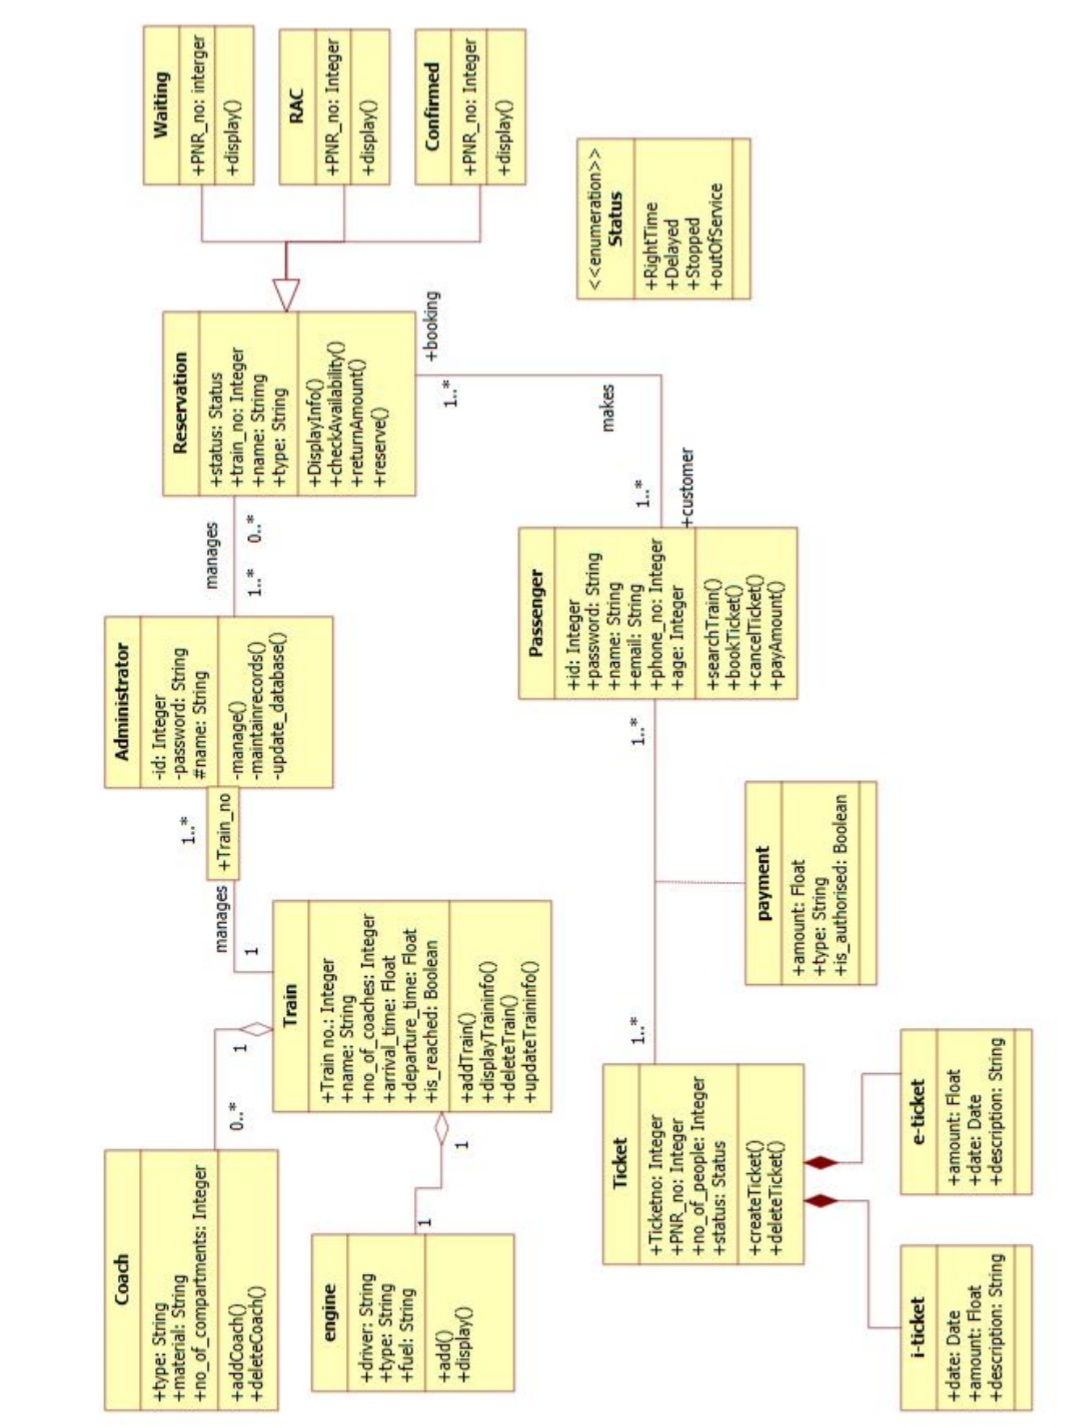 Coach
+type: String
+material: String
+no_of_compartments: Integer
+addCoach()
+deleteCoach()
0..*
1
engine
+driver: String
+type: String
+fuel: String
+add()
+display()
1
1
Train
+Train no.: Integer
+name: String
+no_of_coaches: Integer
+arrival_time: Float
+departure_time: Float
+is_reached: Boolean
+addTrain()
+displayTraininfo()
+deleteTrain()
+updateTraininfo()
manages
1
1..*
+Train_no
Administrator
-id: Integer
-password: String
#name: String
-manage()
-maintainrecords()
-update_database()
manages
1..*
0..*
Reservation
+status: Status
+train_no: Integer
+name: Strimg
+type: String
+DisplayInfo()
+checkAvailability()
+returnAmount()
+reserve()
Waiting
+PNR_no: interger
+display()
RAC
+PNR_no: Integer
+display()
Confirmed
+PNR_no: Integer
+display()
+booking
1..*
makes
1..*
+customer
<<enumeration>>
Status
+RightTime
+Delayed
+Stopped
+outOfService
Passenger
+id: Integer
+password: String
+name: String
+email: String
+phone_no: Integer
+age: Integer
+searchTrain()
+bookTicket()
+cancelTicket()
+payAmount()
1..*
1..*
payment
+amount: Float
+type: String
+is_authorised: Boolean
Ticket
+Ticketno: Integer
+PNR_no: Integer
+no_of_people: Integer
+status: Status
+createTicket()
+deleteTicket()
i-ticket
+date: Date
+amount: Float
+description: String
e-ticket
+amount: Float
+date: Date
+description: String